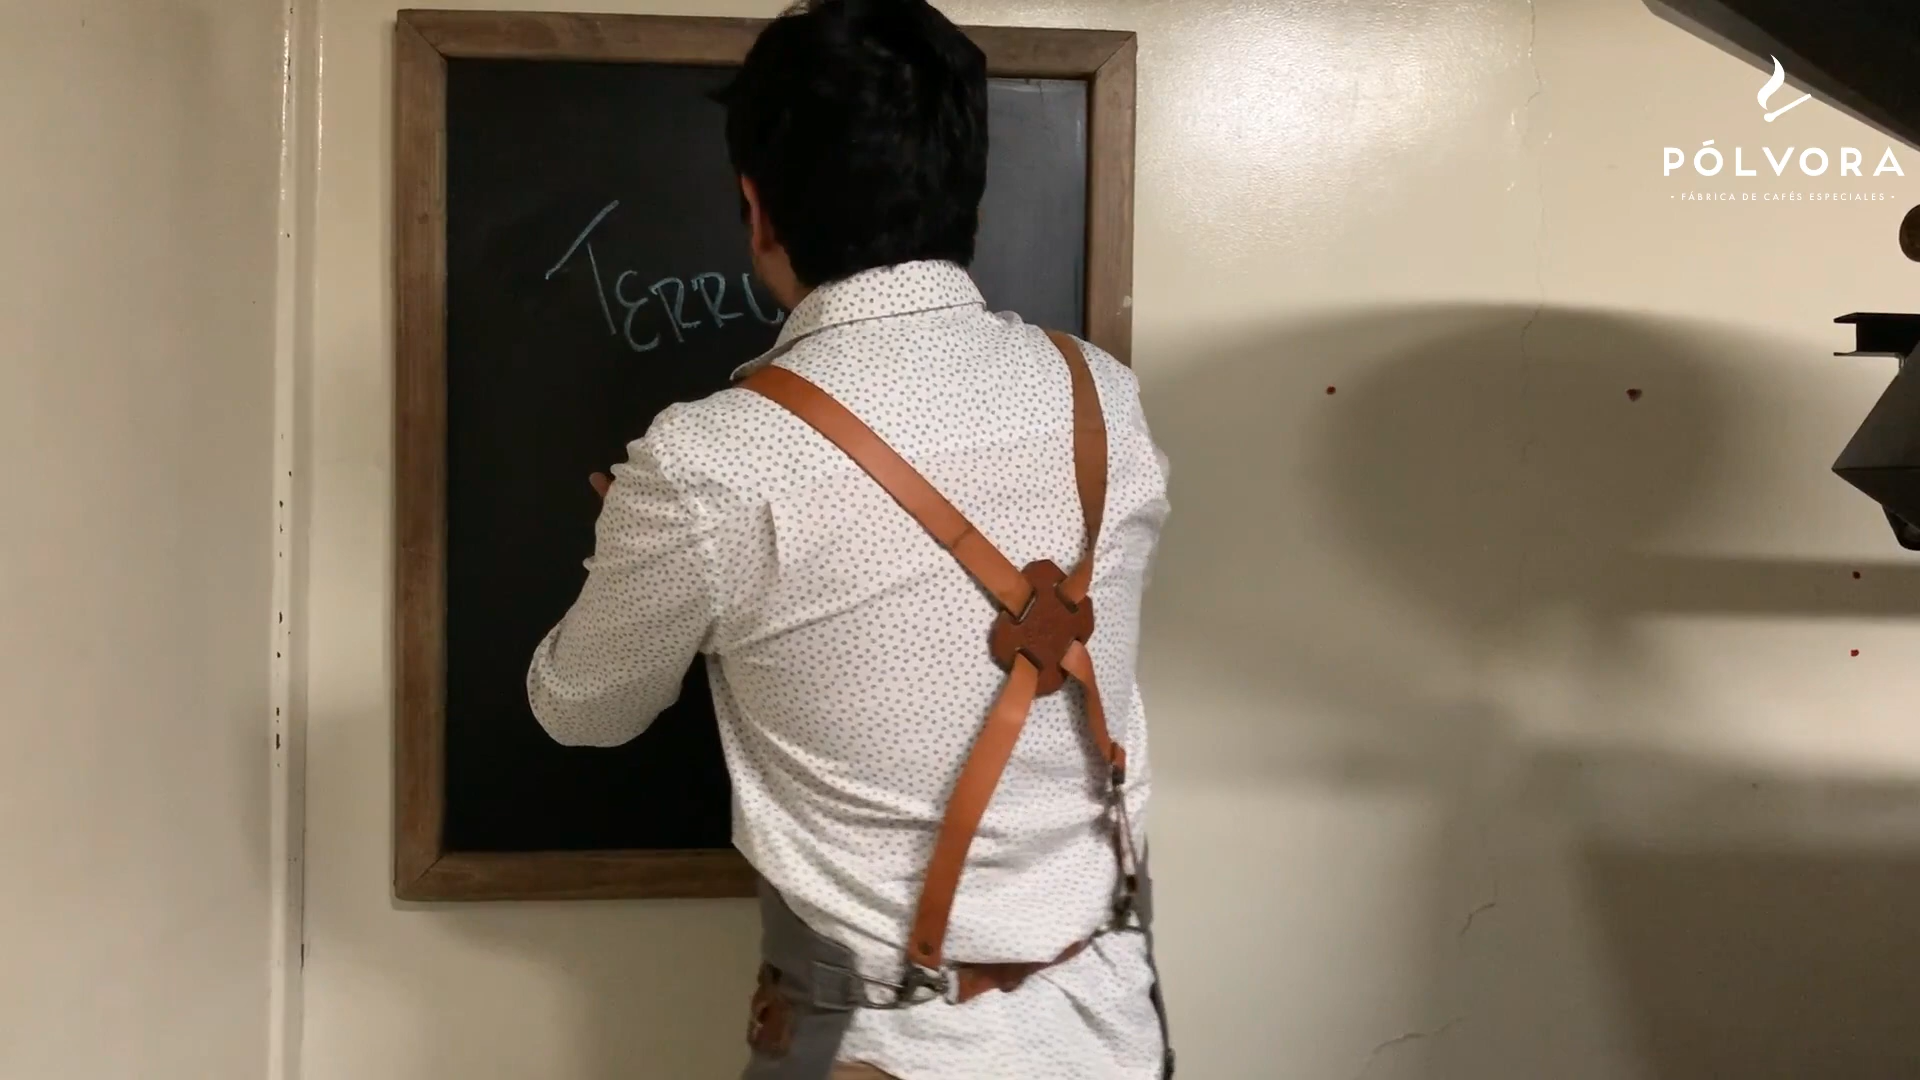 TERRU
PÓLVORA
- FÁBRICA DE CAFÉS ESPECIALES -